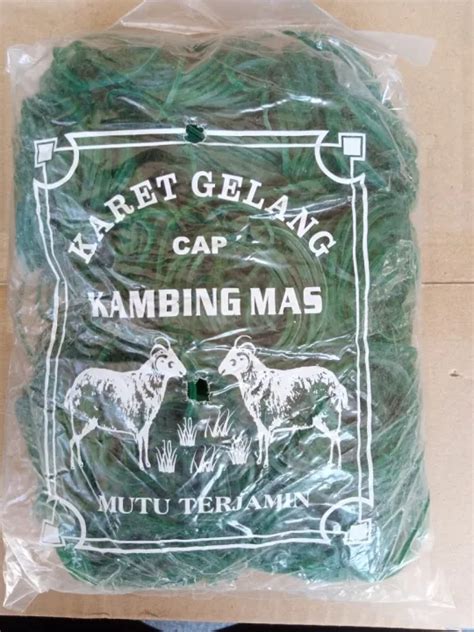 KARET GELANG
CAP
KAMBING MAS
MUTU TERJAMIN